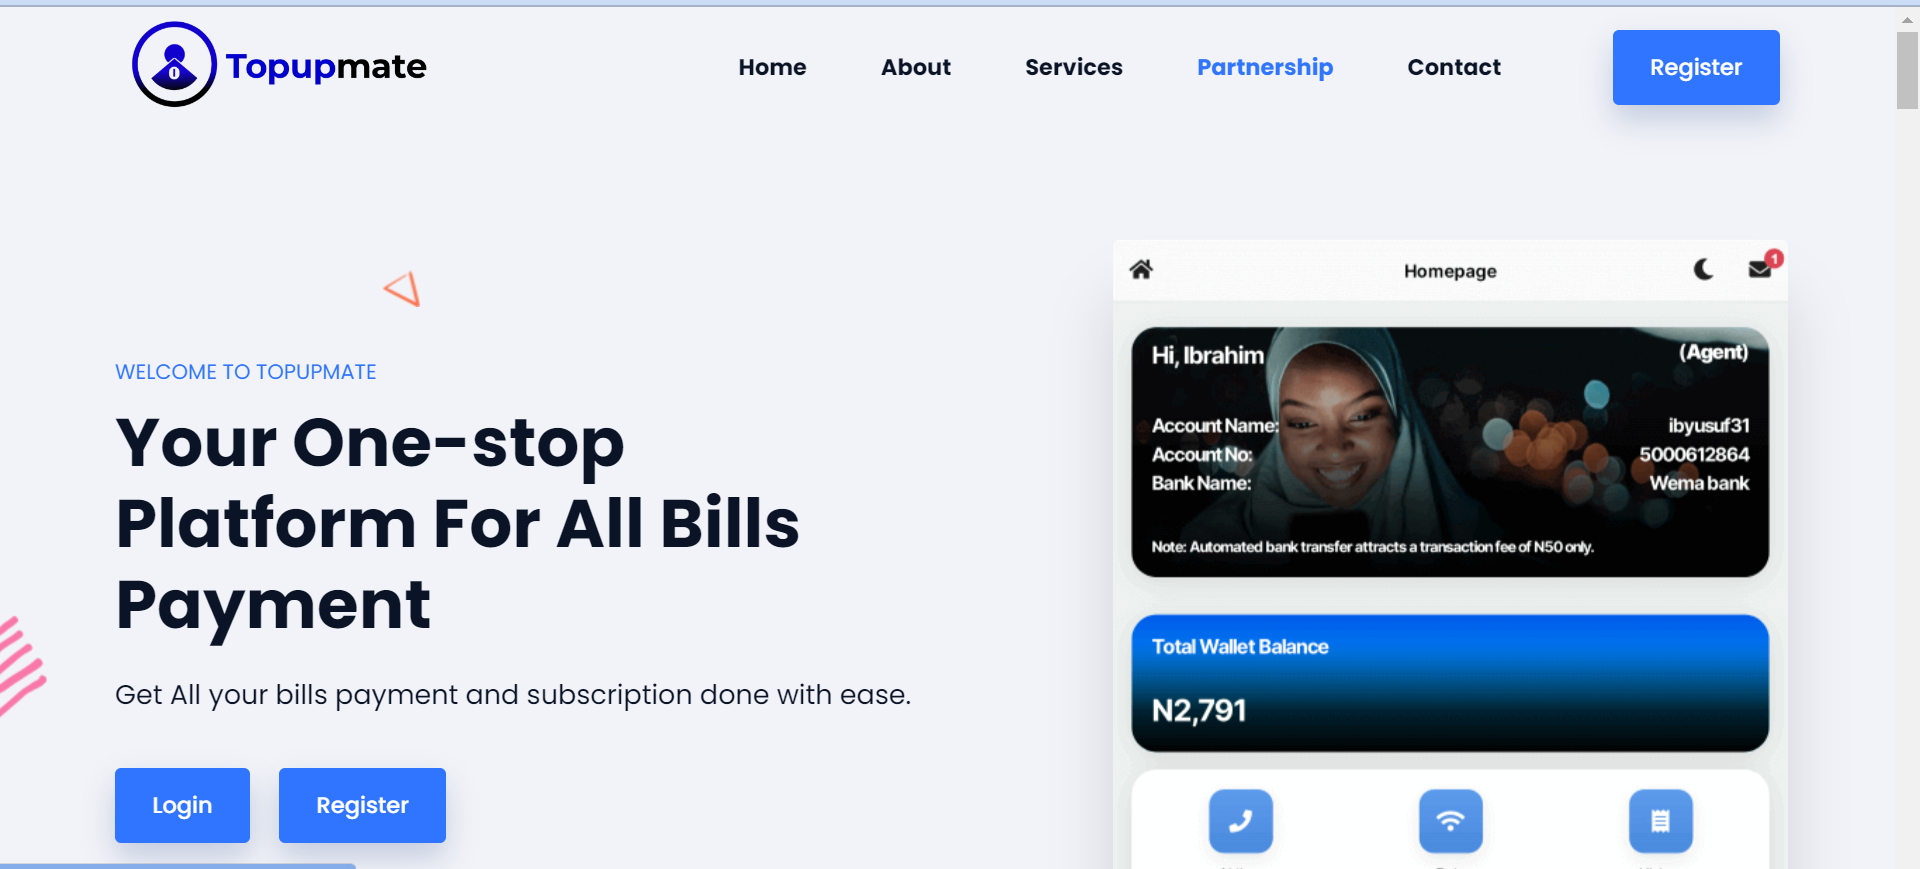 Topupmate
Home
About
Services
Partnership
Contact
Register
WELCOME TO TOPUPMATE
Your One-stop
Platform For All Bills
Payment
Get All your bills payment and subscription done with ease.
Login
Register
Homepage
1
Hi, Ibrahim
(Agent)
Account Name:
ibyusuf31
Account No:
5000612864
Bank Name:
Wema bank
Note: Automated bank transfer attracts a transaction fee of N50 only.
Total Wallet Balance
N2,791